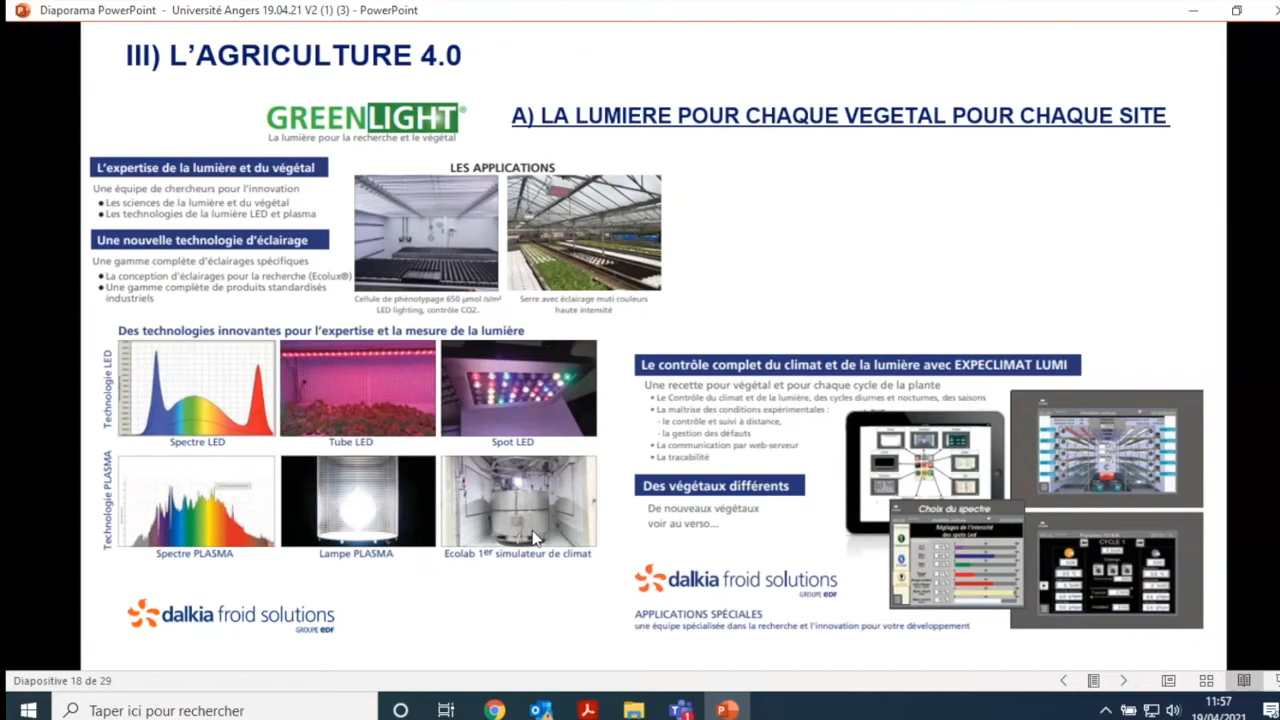 Diaporama PowerPoint - Université Angers 19.04.21 V2 (1) (3) - PowerPoint
III) L'AGRICULTURE 4.0
GREENLIGHT®
La lumière pour la recherche et le végétal
A) LA LUMIERE POUR CHAQUE VEGETAL POUR CHAQUE SITE
L'expertise de la lumière et du végétal
Une équipe de chercheurs pour l'innovation
● Les sciences de la lumière et du végétal
● Les technologies de la lumière LED et plasma
Une nouvelle technologie d'éclairage
Une gamme complète d'éclairages spécifiques
● La conception d'éclairages pour la recherche (Ecolux®)
● Une gamme complète de produits standardisés
industriels
LES APPLICATIONS
Cellule de phénotypage 650 µmol /s/m²
LED lighting, contrôle CO2.
Serre avec éclairage muti couleurs
haute intensité
Des technologies innovantes pour l'expertise et la mesure de la lumière
Technologie LED
Spectre LED
Tube LED
Spot LED
Technologie PLASMA
Spectre PLASMA
Lampe PLASMA
Ecolab 1er simulateur de climat
dalkia froid solutions
GROUPE EDF
Le contrôle complet du climat et de la lumière avec EXPECLIMAT LUMI
Une recette pour végétal et pour chaque cycle de la plante
• Le Contrôle du climat et de la lumière, des cycles diurnes et nocturnes, des saisons
• La maîtrise des conditions expérimentales :
- le contrôle et suivi à distance,
- la gestion des défauts
• La communication par web-serveur
• La tracabilité
Des végétaux différents
De nouveaux végétaux
voir au verso...
Choix du spectre
Réglages de l'intensité
des spots Led
CYCLE 1
dalkia froid solutions
GROUPE EDF
APPLICATIONS SPÉCIALES
une équipe spécialisée dans la recherche et l'innovation pour votre développement
Diapositive 18 de 29
Taper ici pour rechercher
11:57
19/04/2021